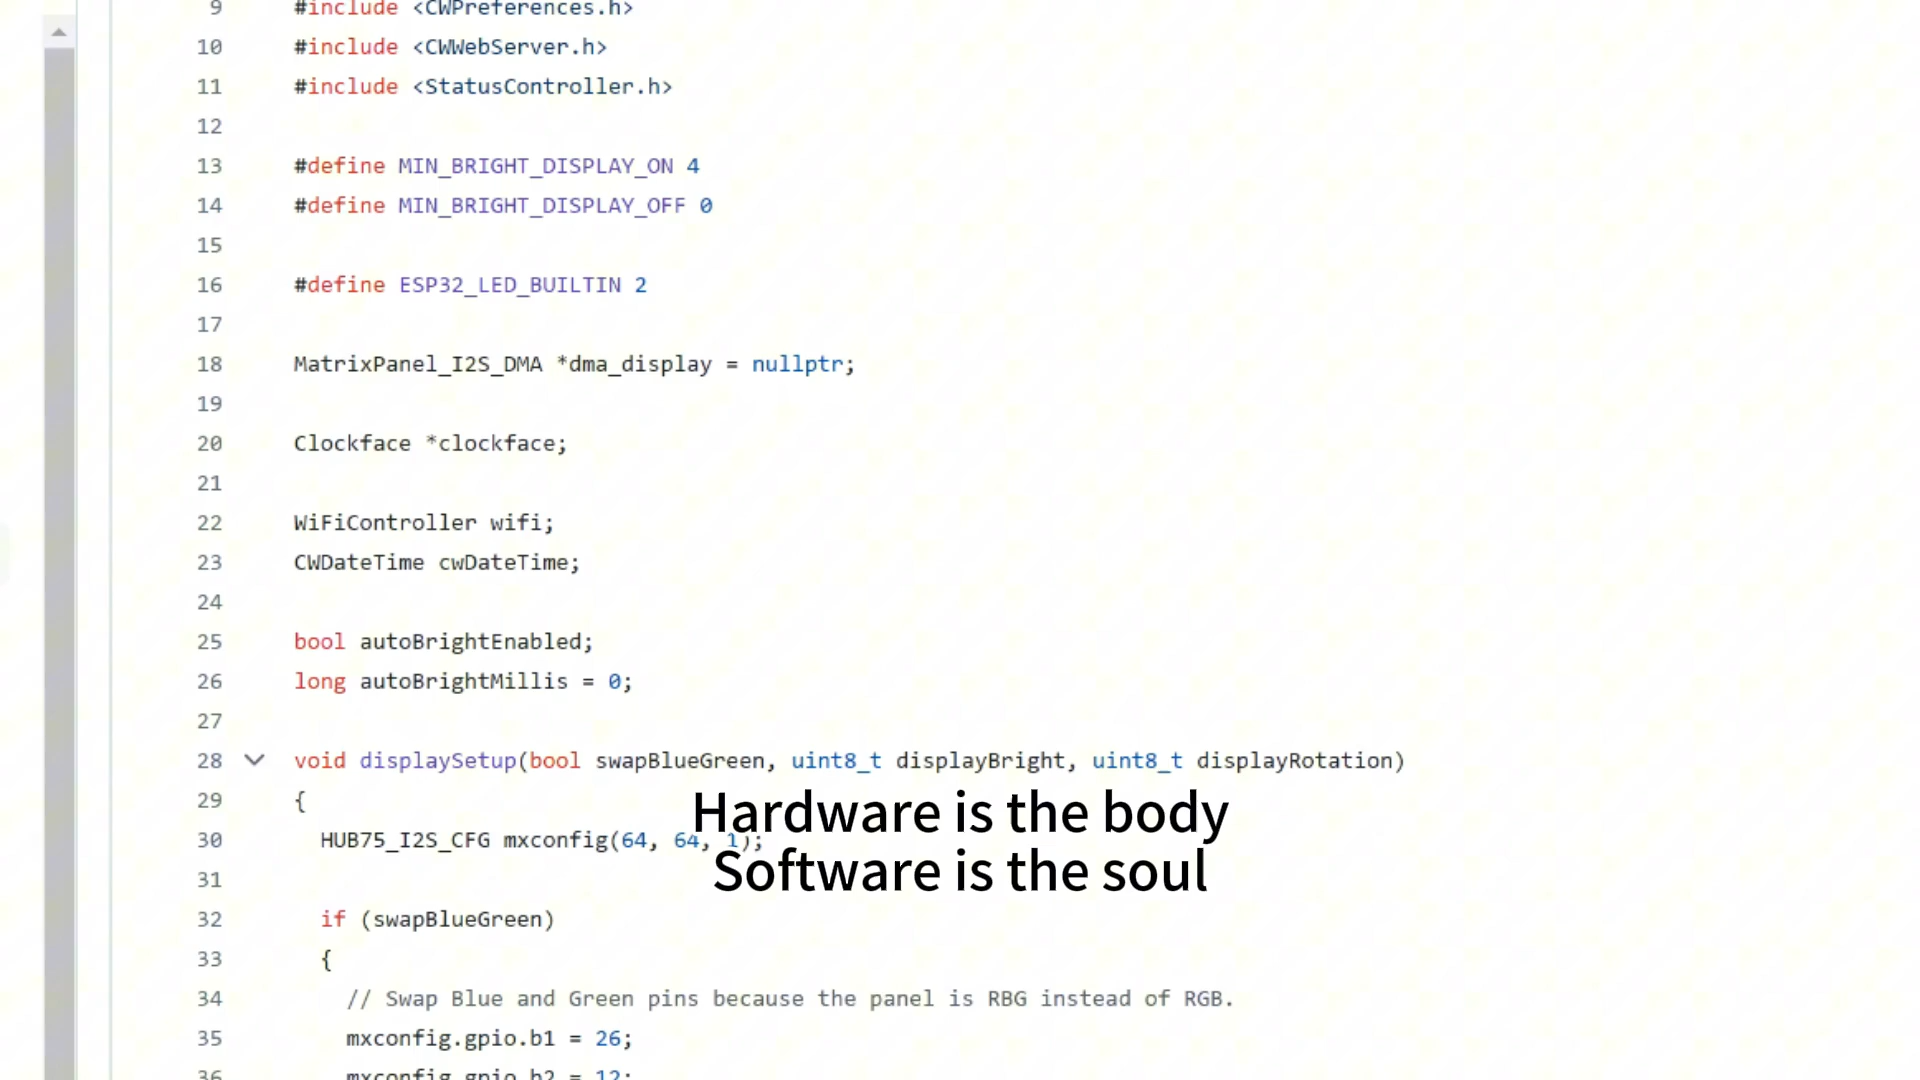 9 #include <CWPreferences.h>
10 #include <CWWebServer.h>
11 #include <StatusController.h>
12
13 #define MIN_BRIGHT_DISPLAY_ON 4
14 #define MIN_BRIGHT_DISPLAY_OFF 0
15
16 #define ESP32_LED_BUILTIN 2
17
18 MatrixPanel_I2S_DMA *dma_display = nullptr;
19
20 Clockface *clockface;
21
22 WiFiController wifi;
23 CWDateTime cwDateTime;
24
25 bool autoBrightEnabled;
26 long autoBrightMillis = 0;
27
28 void displaySetup(bool swapBlueGreen, uint8_t displayBright, uint8_t displayRotation)
29 {
30 HUB75_I2S_CFG mxconfig(64, 64, 1);
Hardware is the body
Software is the soul
31
32 if (swapBlueGreen)
33 {
34 // Swap Blue and Green pins because the panel is RBG instead of RGB.
35 mxconfig.gpio.b1 = 26;
36 mxconfig.gpio.b2 = 12;